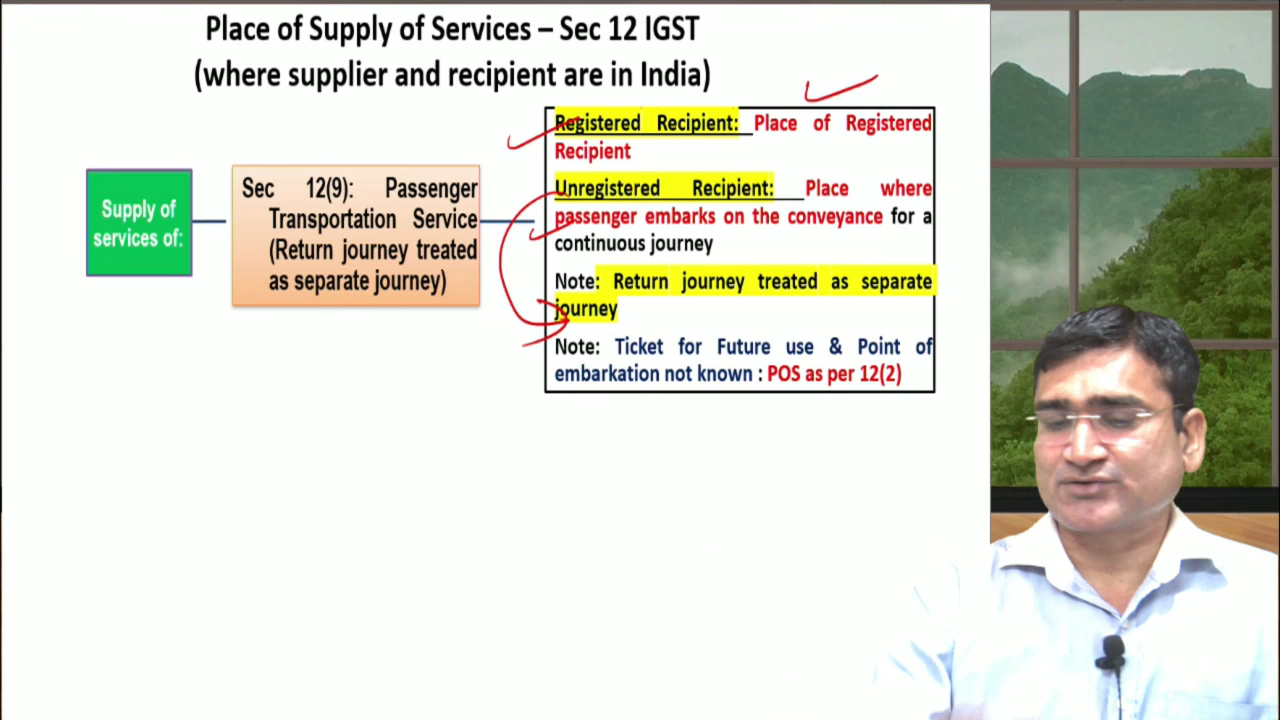 Place of Supply of Services – Sec 12 IGST
(where supplier and recipient are in India)
Supply of
services of:
Sec 12(9): Passenger
Transportation Service
(Return journey treated
as separate journey)
Registered Recipient: Place of Registered
Recipient
Unregistered Recipient: Place where
passenger embarks on the conveyance for a
continuous journey
Note: Return journey treated as separate
journey
Note: Ticket for Future use & Point of
embarkation not known : POS as per 12(2)